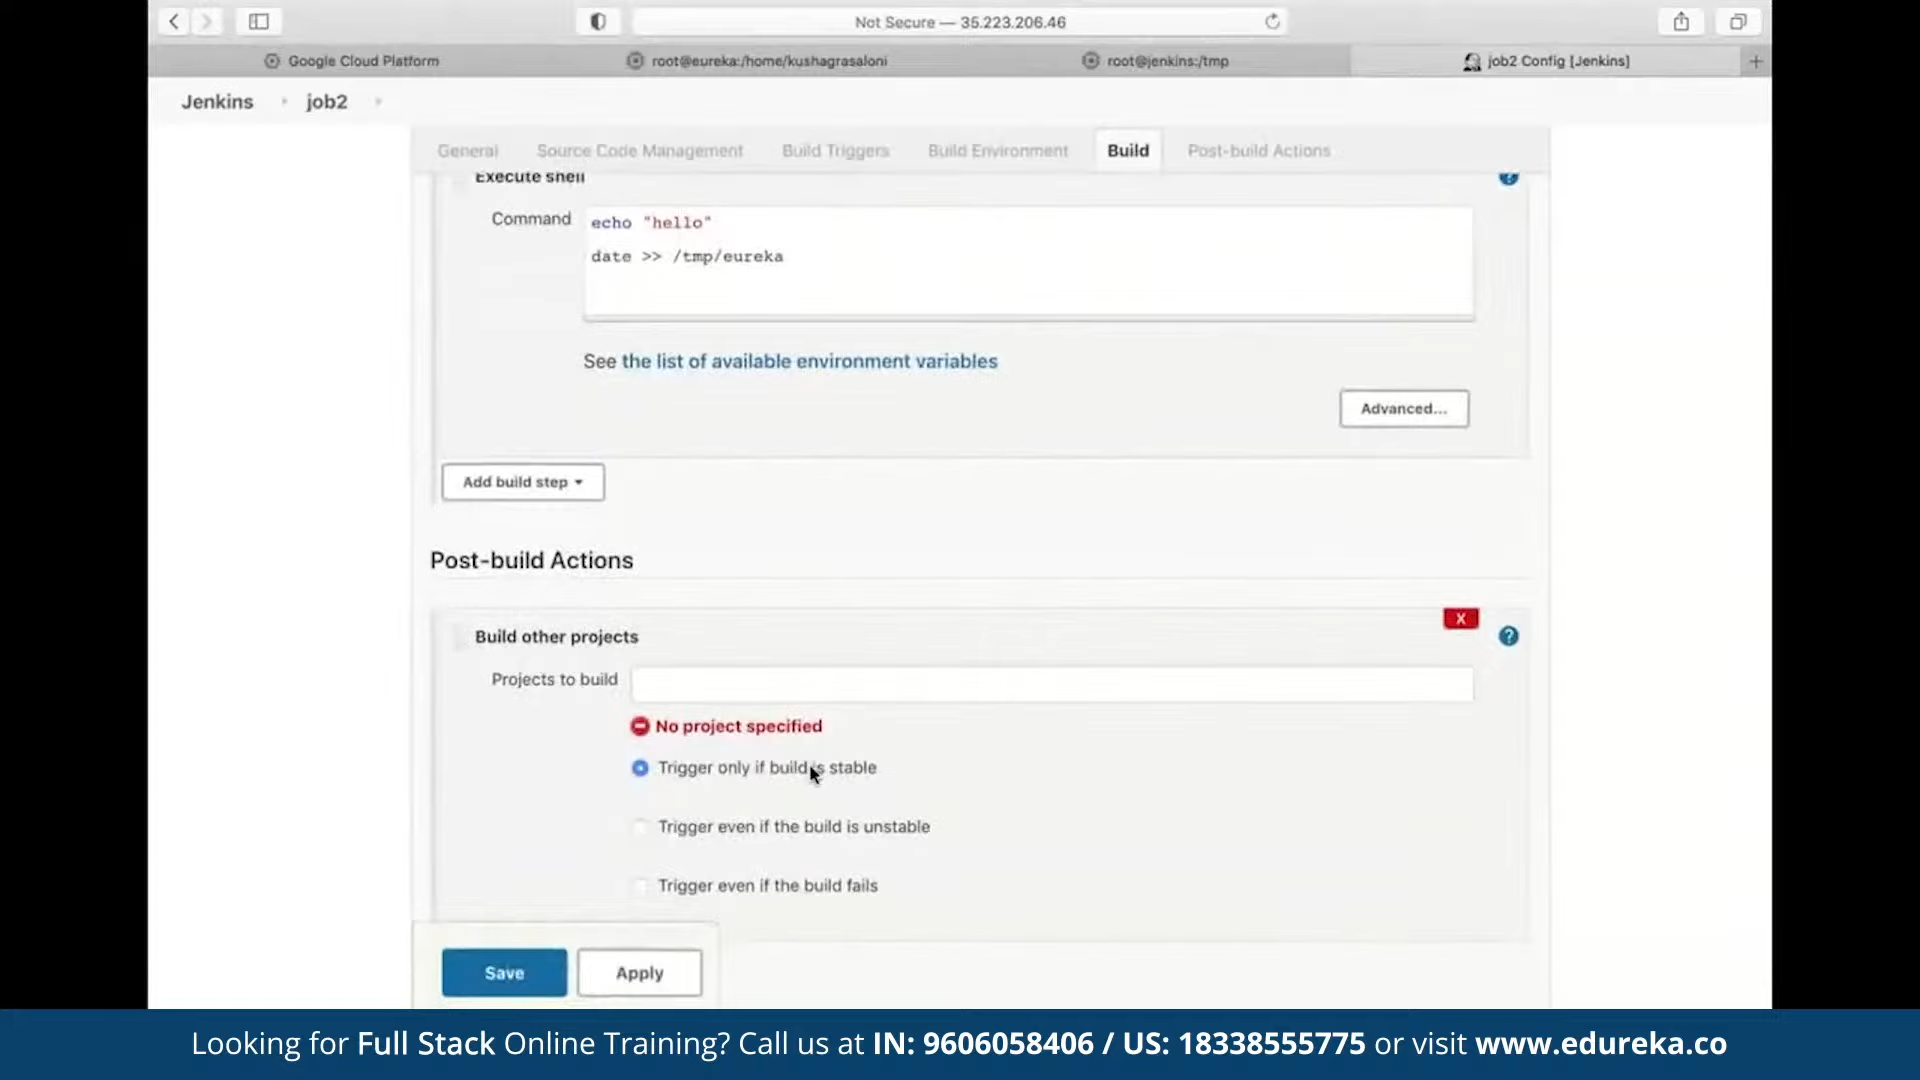 Not Secure — 35.223.206.46
Google Cloud Platform
root@eureka:/home/kushagrasaloni
root@jenkins:/tmp
job2 Config [Jenkins]
Jenkins
job2
General
Source Code Management
Build Triggers
Build Environment
Build
Post-build Actions
Execute shell
Command
echo "hello"
date >> /tmp/eureka
See the list of available environment variables
Advanced...
Add build step
Post-build Actions
X
Build other projects
?
Projects to build
No project specified
Trigger only if build is stable
Trigger even if the build is unstable
Trigger even if the build fails
Save
Apply
Looking for Full Stack Online Training? Call us at IN: 9606058406 / US: 18338555775 or visit www.edureka.co